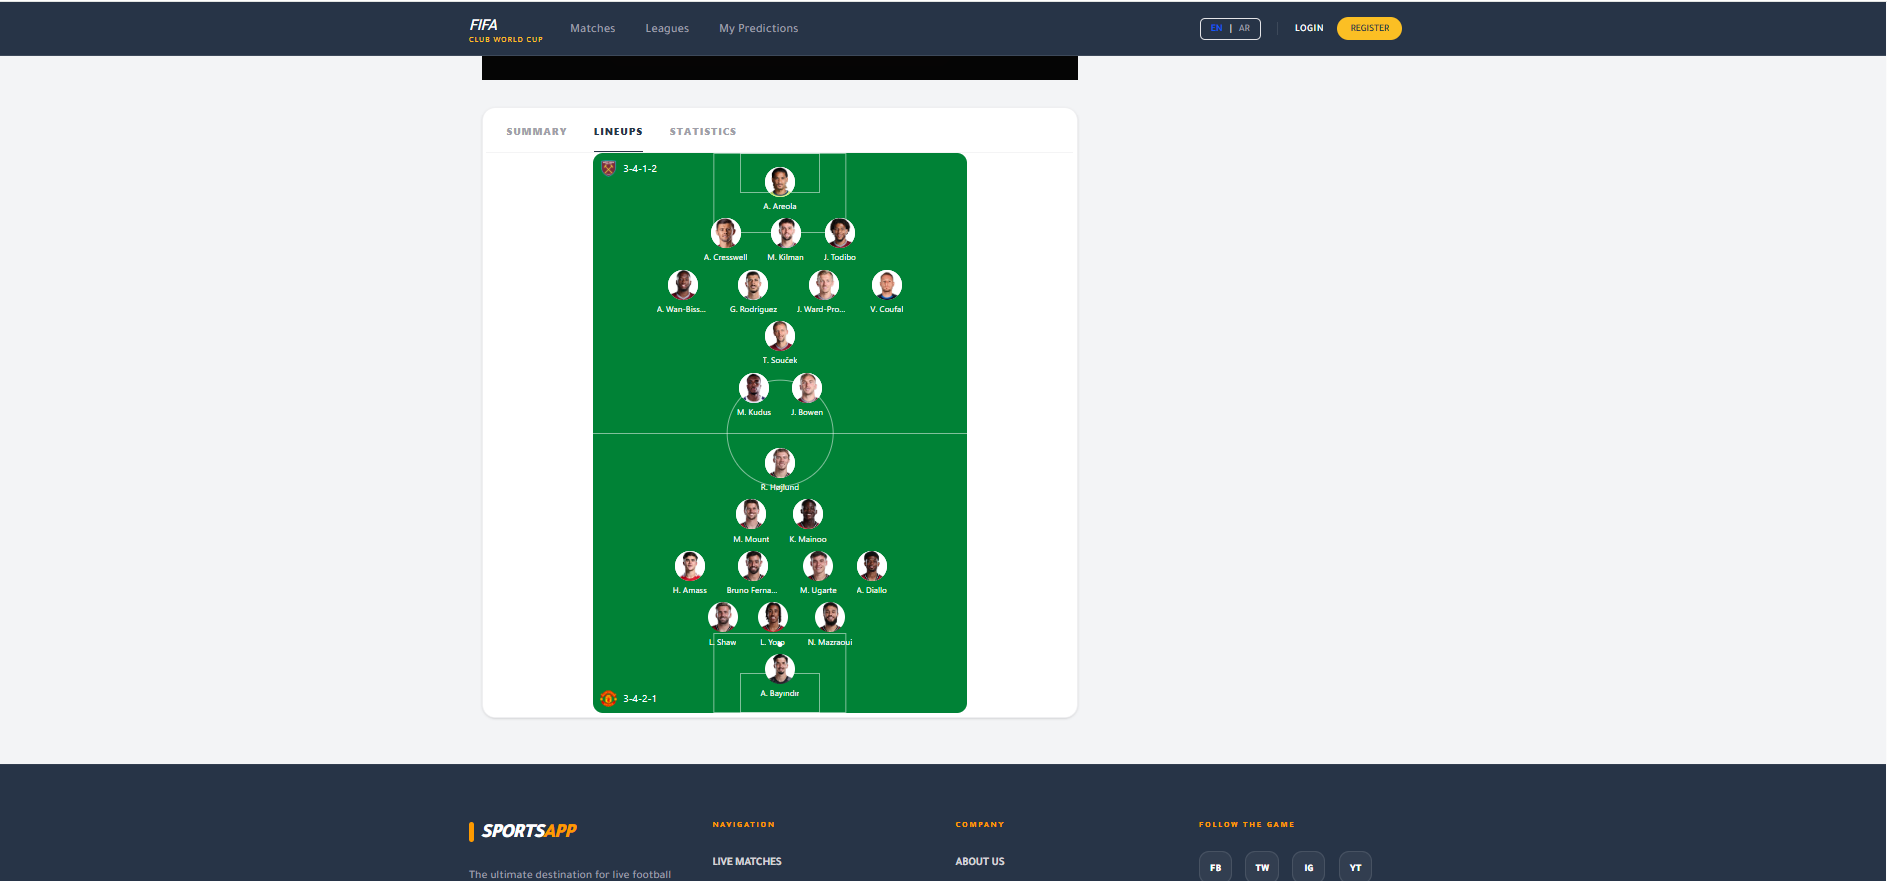 FIFA
CLUB WORLD CUP
Matches
Leagues
My Predictions
EN | AR
LOGIN
REGISTER
SUMMARY
LINEUPS
STATISTICS
3-4-1-2
A. Areola
A. Cresswell
M. Kilman
J. Todibo
A. Wan-Biss...
G. Rodriguez
J. Ward-Pro...
V. Coufal
T. Souček
M. Kudus
J. Bowen
R. Højlund
M. Mount
K. Mainoo
H. Amass
Bruno Ferna...
M. Ugarte
A. Diallo
L. Shaw
L. Yoro
N. Mazraoui
A. Bayındır
3-4-2-1
SPORTSAPP
The ultimate destination for live football
NAVIGATION
LIVE MATCHES
COMPANY
ABOUT US
FOLLOW THE GAME
FB
TW
IG
YT